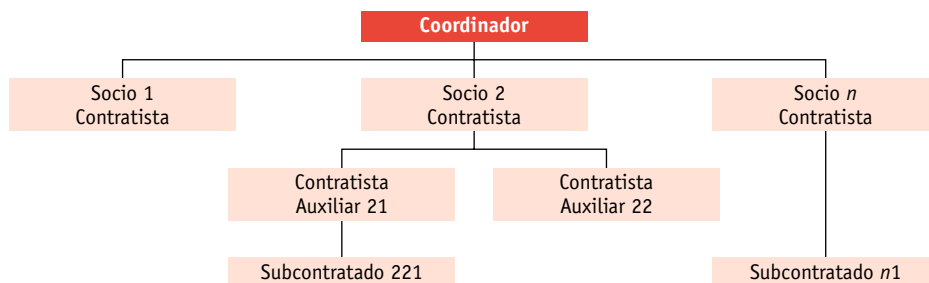 Coordinador
Socio 1
Contratista
Socio 2
Contratista
Socio n
Contratista
Contratista
Auxiliar 21
Contratista
Auxiliar 22
Subcontratado 221
Subcontratado n1